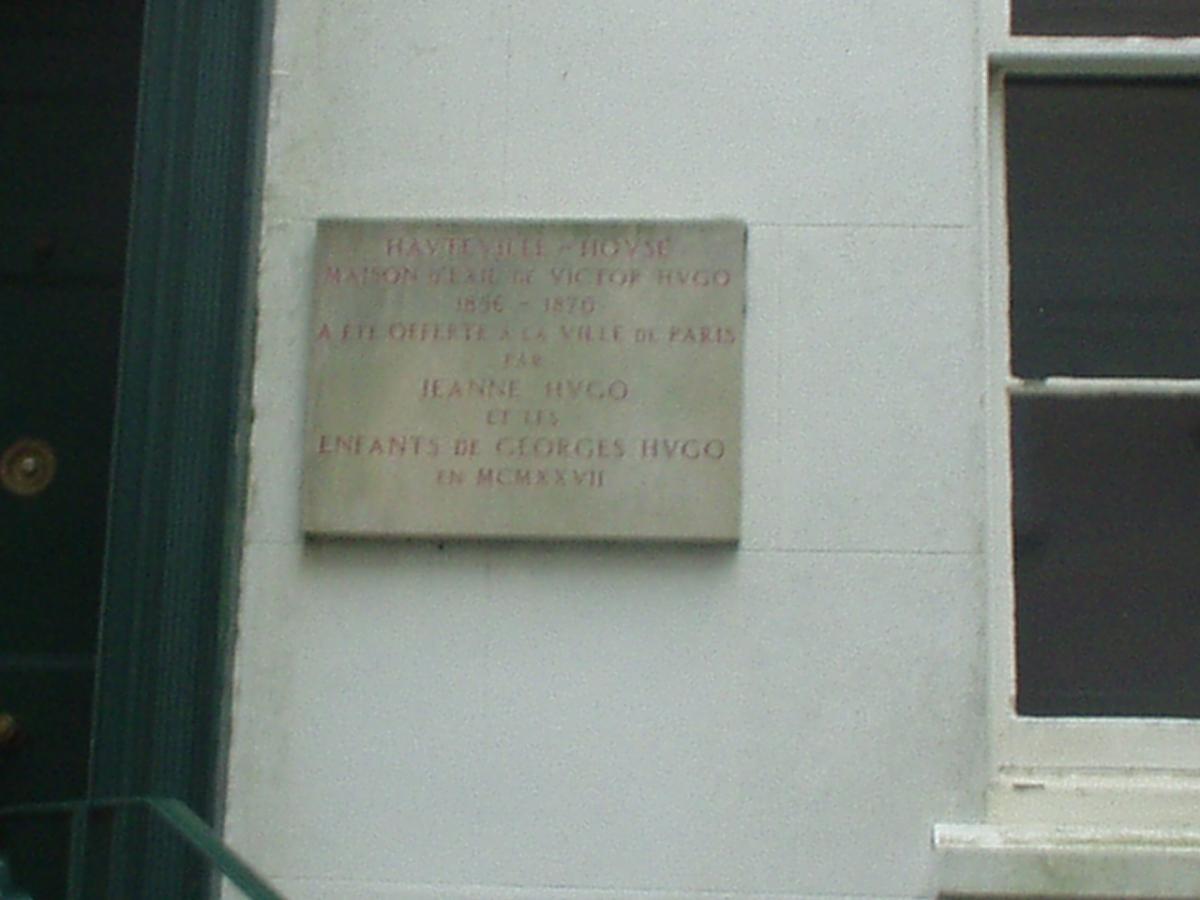 HAVTEVILLE - HOVSE
MAISON D'EXIL DE VICTOR HVGO
1856 - 1870
A ETE OFFERTE A LA VILLE DE PARIS
PAR
JEANNE HVGO
ET LES
ENFANTS DE GEORGES HVGO
EN MCMXXVII